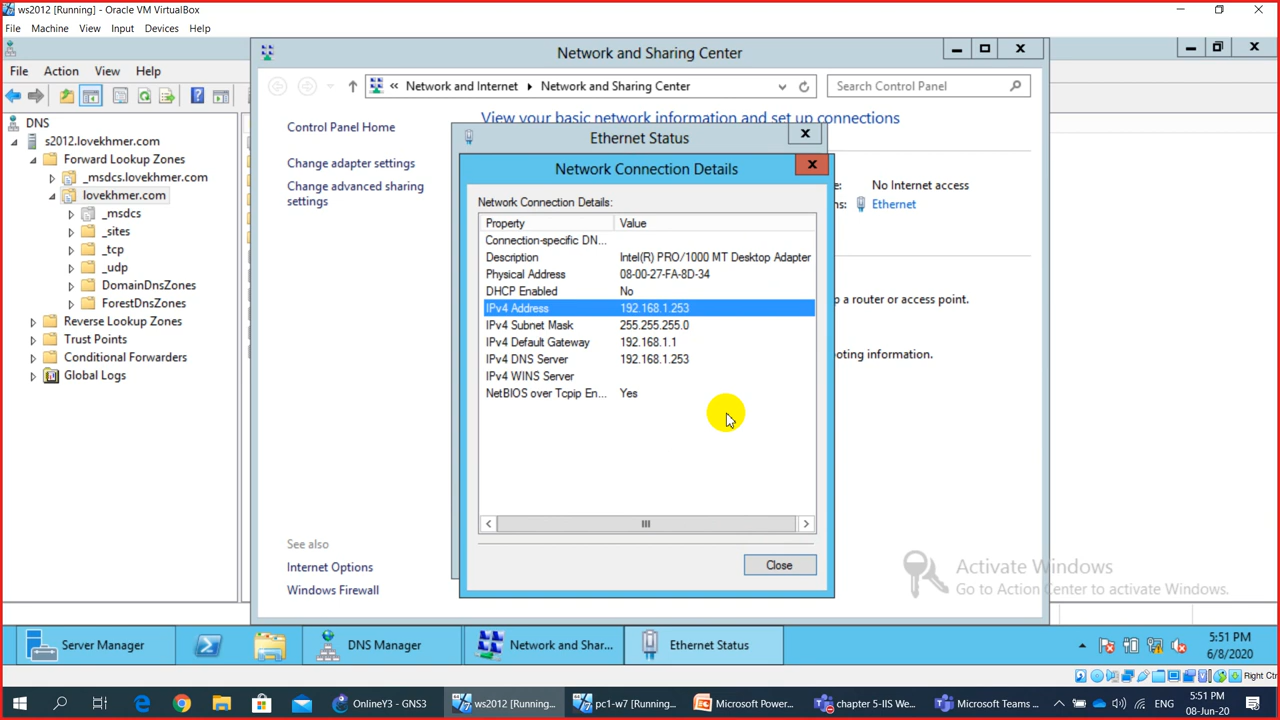 ws2012 [Running] - Oracle VM VirtualBox
File Machine View Input Devices Help
Network and Sharing Center
File Action View Help
Network and Internet Network and Sharing Center
Search Control Panel
DNS
s2012.lovekhmer.com
Forward Lookup Zones
_msdcs.lovekhmer.com
lovekhmer.com
_msdcs
_sites
_tcp
_udp
DomainDnsZones
ForestDnsZones
Reverse Lookup Zones
Trust Points
Conditional Forwarders
Global Logs
Control Panel Home
Change adapter settings
Change advanced sharing
settings
See also
Internet Options
Windows Firewall
View your basic network information and set up connections
No Internet access
Ethernet
p a router or access point.
oting information.
Ethernet Status
Network Connection Details
Network Connection Details:
Property Value
Connection-specific DN...
Description Intel(R) PRO/1000 MT Desktop Adapter
Physical Address 08-00-27-FA-8D-34
DHCP Enabled No
IPv4 Address 192.168.1.253
IPv4 Subnet Mask 255.255.255.0
IPv4 Default Gateway 192.168.1.1
IPv4 DNS Server 192.168.1.253
IPv4 WINS Server
NetBIOS over Tcpip En... Yes
Close
Activate Windows
Go to Action Center to activate Windows.
Server Manager DNS Manager Network and Shar... Ethernet Status
5:51 PM
6/8/2020
Right Ctrl
OnlineY3 - GNS3 ws2012 [Running... pc1-w7 [Running... Microsoft Power... chapter 5-IIS We... Microsoft Teams ... ENG
5:51 PM
08-Jun-20